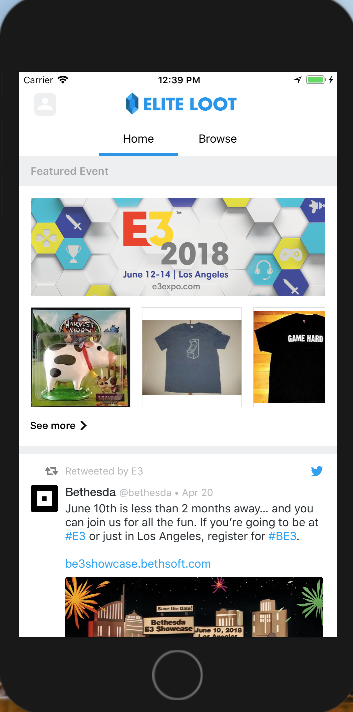 Carrier 12:39 PM
ELITE LOOT
Home Browse
Featured Event
E3
2018
June 12-14 | Los Angeles
e3expo.com
HARVEST MOON
GAME HARD
See more
Retweeted by E3
Bethesda @bethesda • Apr 20
June 10th is less than 2 months away... and you
can join us for all the fun. If you're going to be at
#E3 or just in Los Angeles, register for #BE3.
be3showcase.bethsoft.com
Save the Date!
Bethesda
E3 Showcase
June 10, 2018